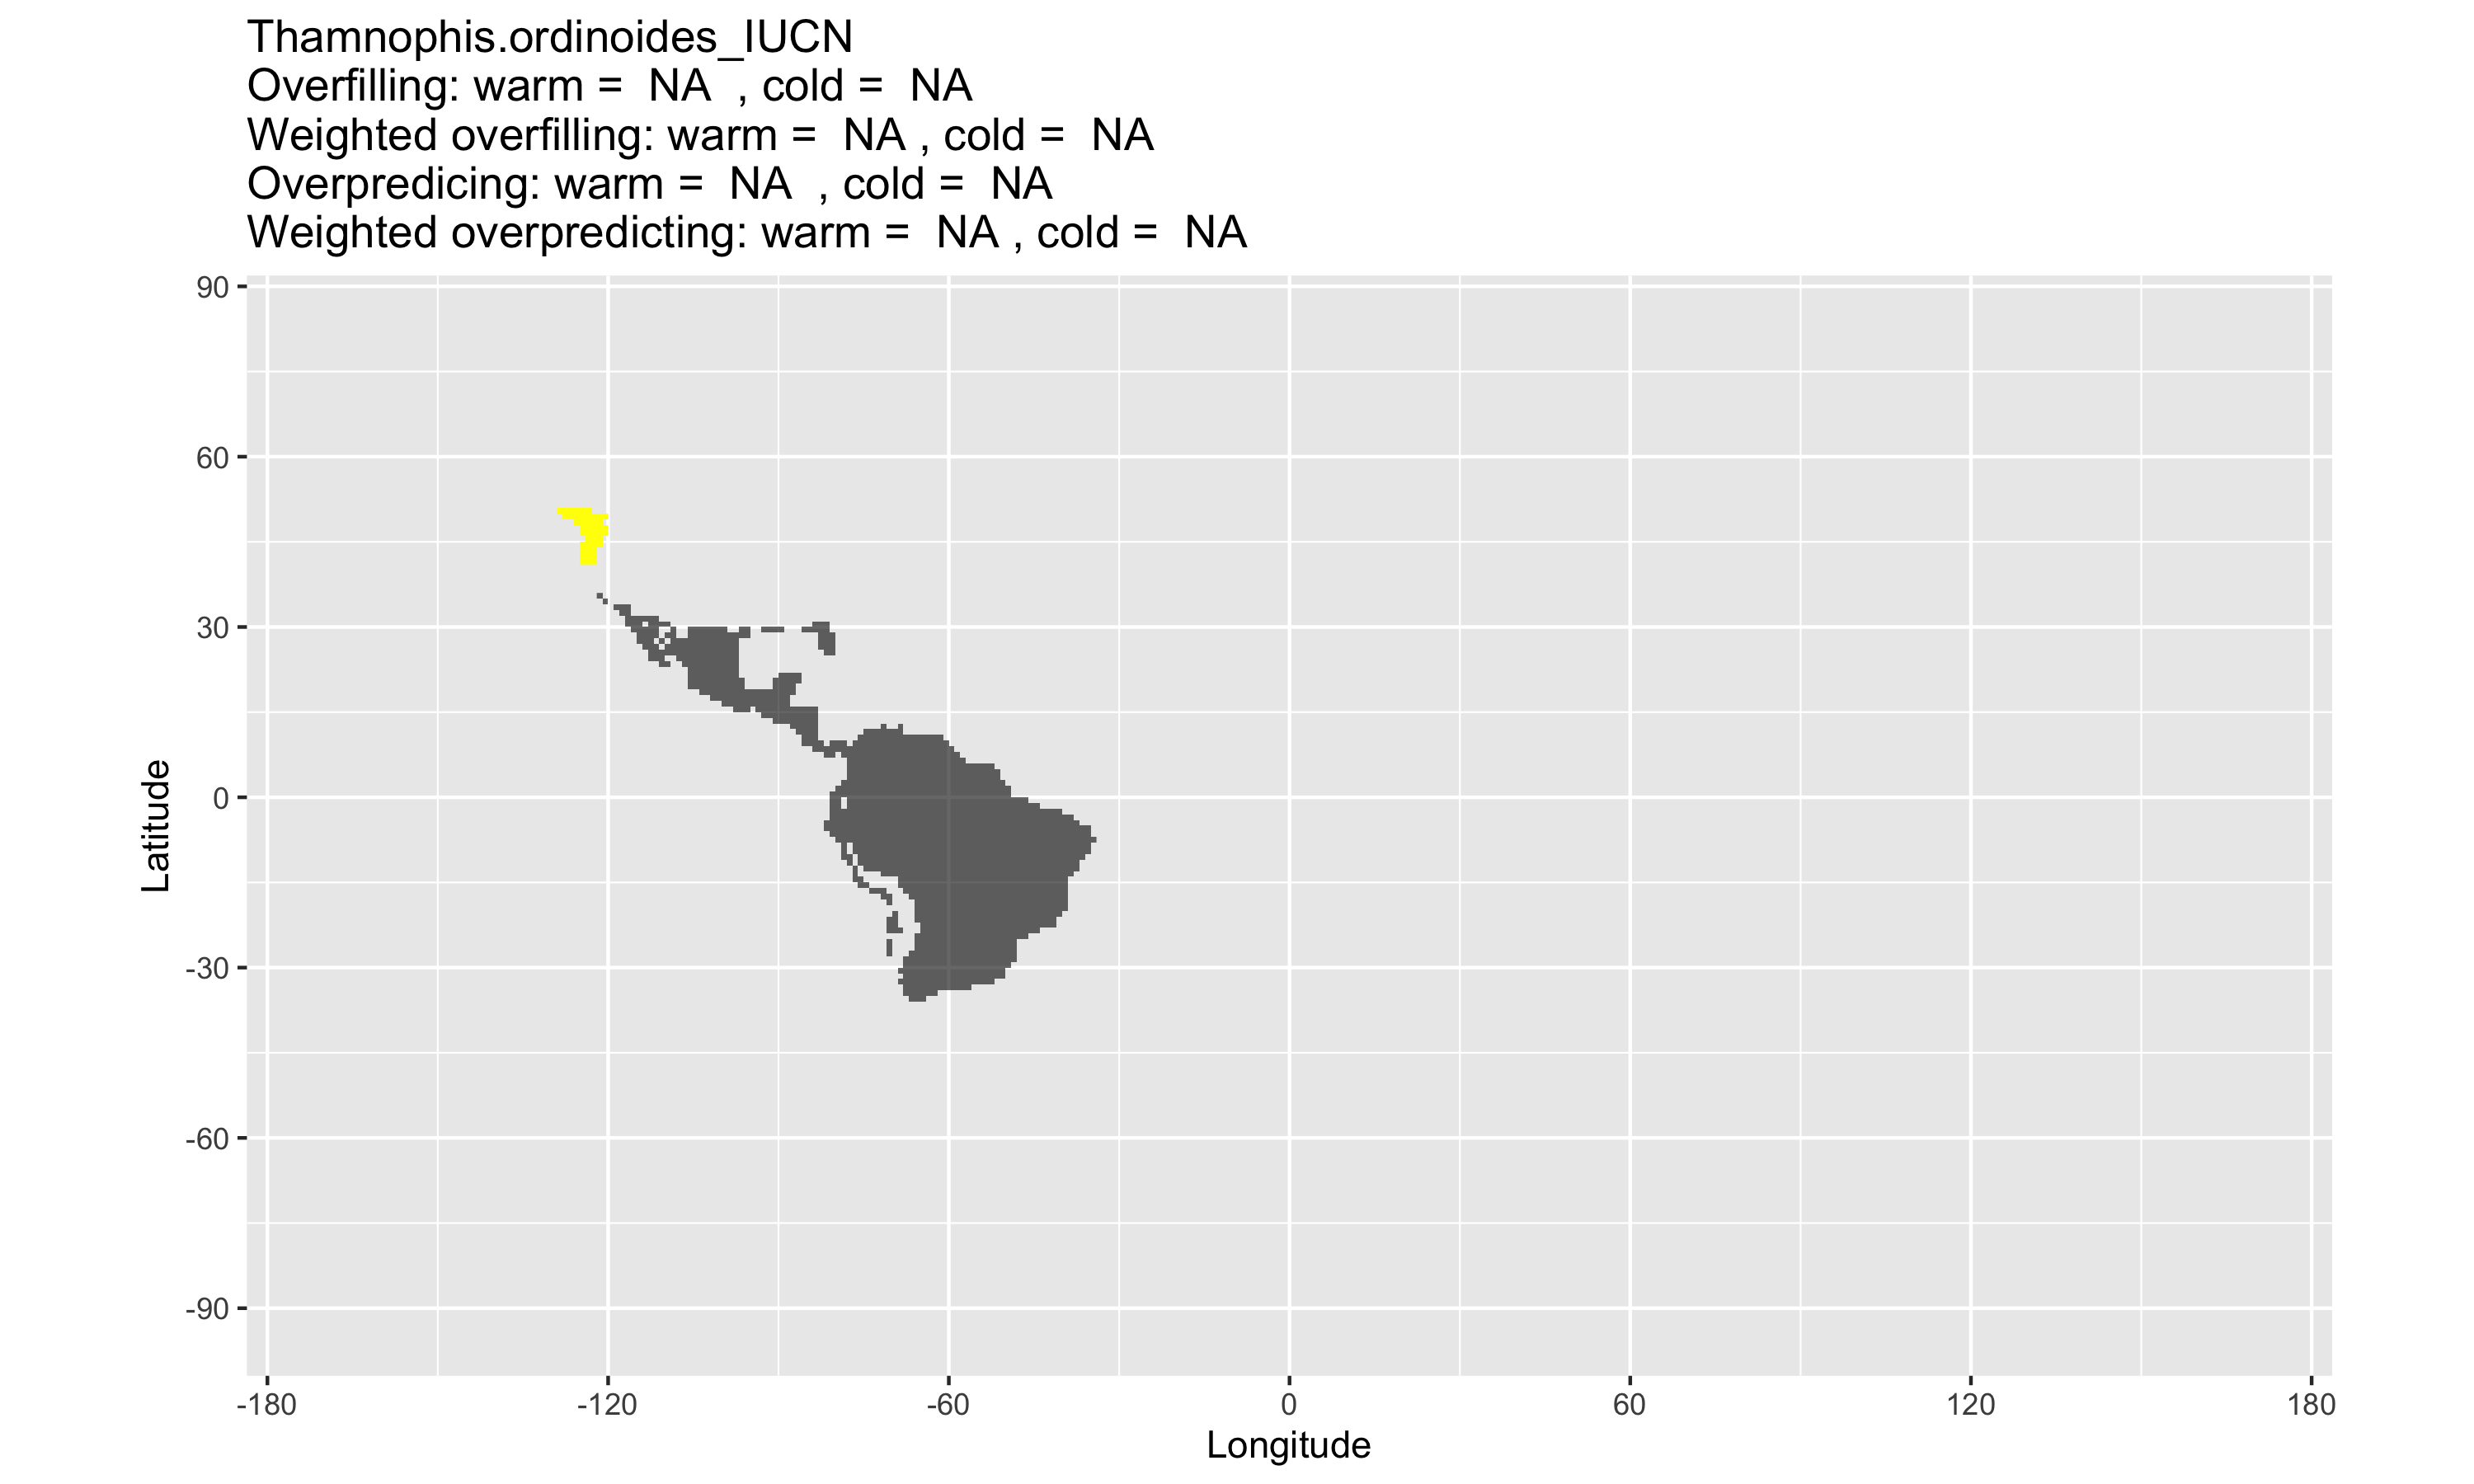 Thamnophis.ordinoides_IUCN
Overfilling: warm =  NA  , cold =  NA
Weighted overfilling: warm =  NA , cold =  NA
Overpredicing: warm =  NA  , cold =  NA
Weighted overpredicting: warm =  NA , cold =  NA
90
60
30
0
-30
-60
-90
Latitude
-180 -120 -60 0 60 120 180
Longitude